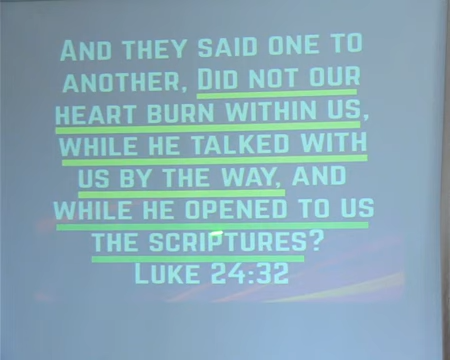 AND THEY SAID ONE TO
ANOTHER, DID NOT OUR
HEART BURN WITHIN US,
WHILE HE TALKED WITH
US BY THE WAY, AND
WHILE HE OPENED TO US
THE SCRIPTURES?
LUKE 24:32